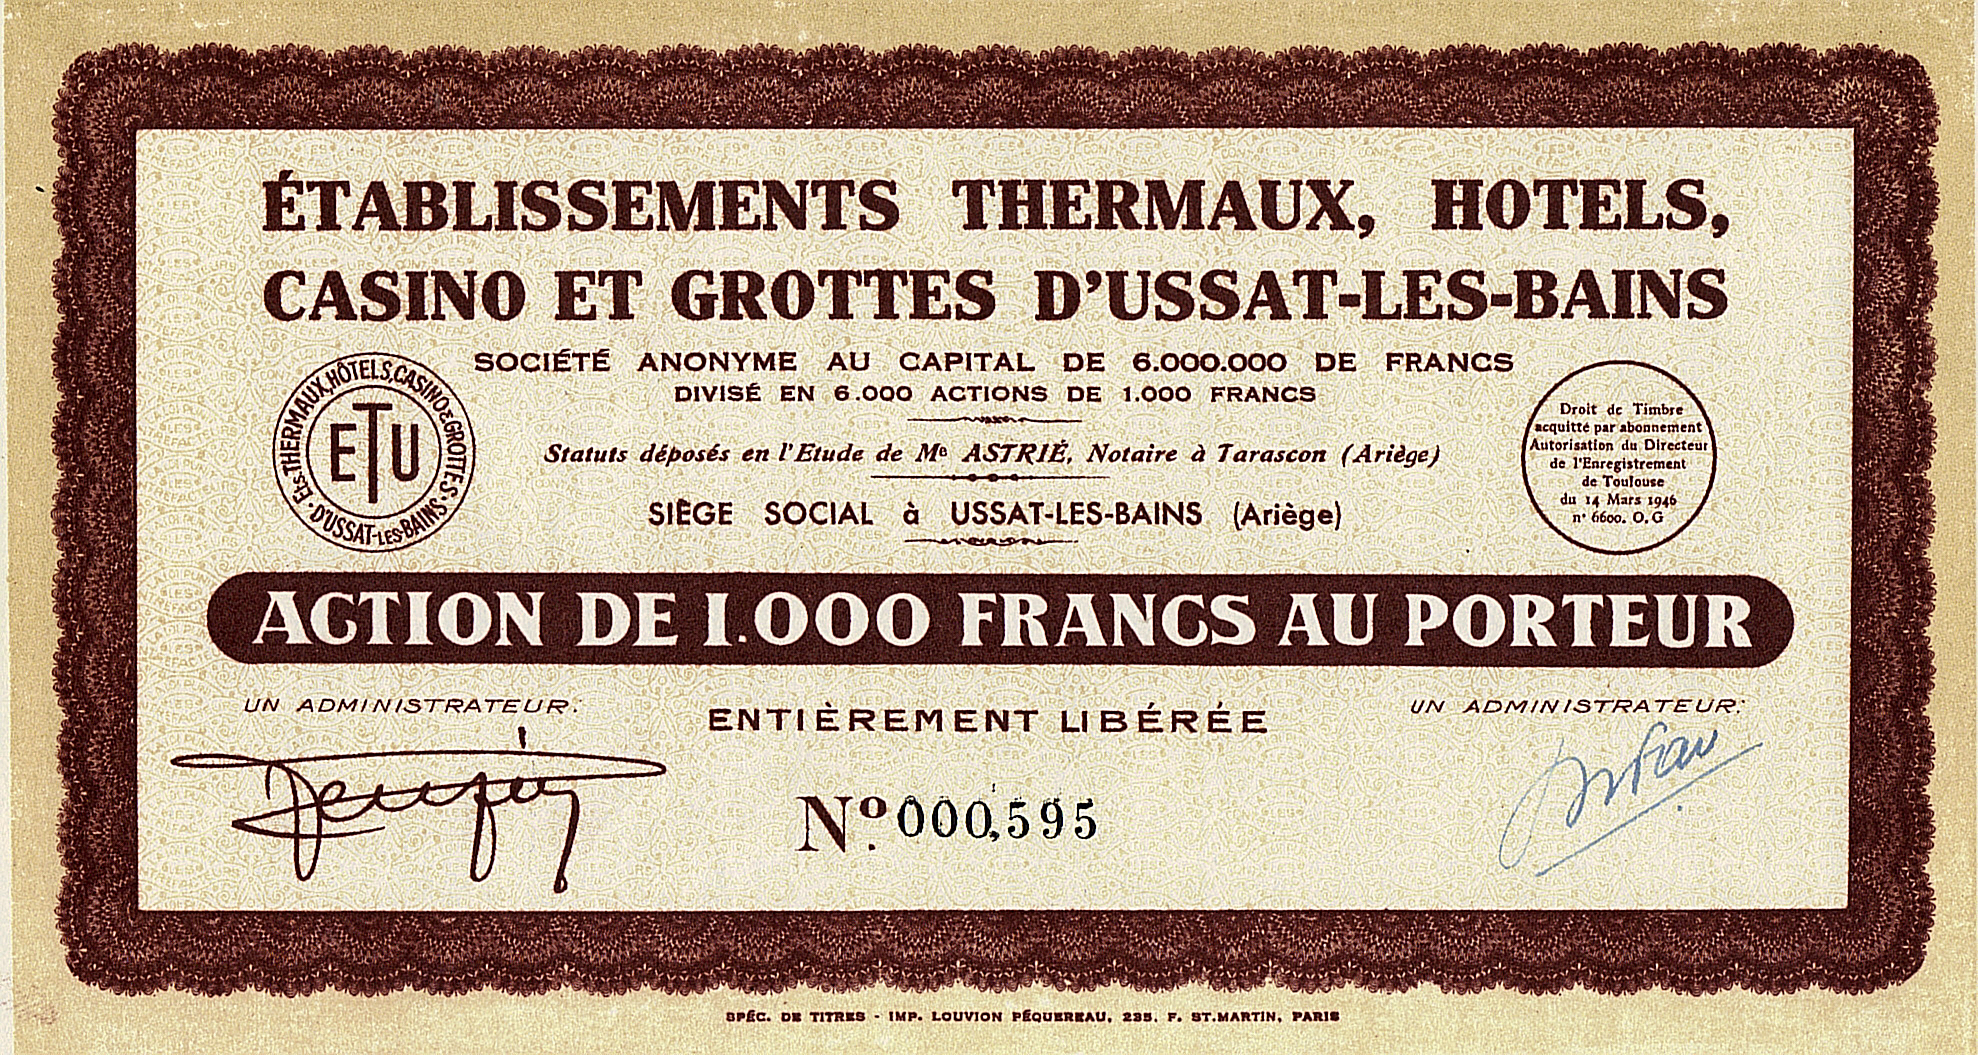 ÉTABLISSEMENTS THERMAUX, HOTELS,
CASINO ET GROTTES D'USSAT-LES-BAINS
SOCIÉTÉ ANONYME AU CAPITAL DE 6.000.000 DE FRANCS
DIVISÉ EN 6.000 ACTIONS DE 1.000 FRANCS
Ets. THERMAUX, HÔTELS, CASINO & GROTTES.
D'USSAT-LES-BAINS
ETU
Statuts déposés en l'Etude de Me ASTRIÉ, Notaire à Tarascon (Ariège)
SIÈGE SOCIAL à USSAT-LES-BAINS (Ariège)
Droit de Timbre
acquitté par abonnement
Autorisation du Directeur
de l'Enregistrement
de Toulouse
du 14 Mars 1946
n° 6600. O.G
ACTION DE 1.000 FRANCS AU PORTEUR
UN ADMINISTRATEUR:
ENTIÈREMENT LIBÉRÉE
UN ADMINISTRATEUR:
No. 000,595
SPÉC. DE TITRES - IMP. LOUVION PÉQUEREAU, 235, F. ST.MARTIN, PARIS